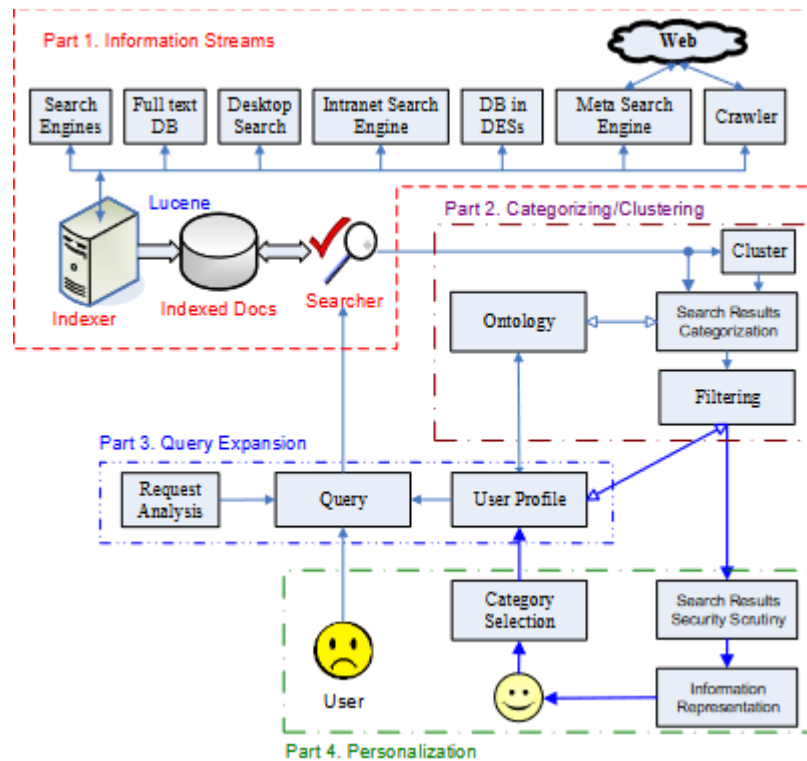 Part 1. Information Streams
Web
Search
Engines
Full text
DB
Desktop
Search
Intranet Search
Engine
DB in
DESs
Meta Search
Engine
Crawler
Lucene
Indexer
Indexed Docs
Searcher
Part 2. Categorizing/Clustering
Cluster
Ontology
Search Results
Categorization
Filtering
Part 3. Query Expansion
Request
Analysis
Query
User Profile
Category
Selection
Search Results
Security Scrutiny
User
Information
Representation
Part 4. Personalization